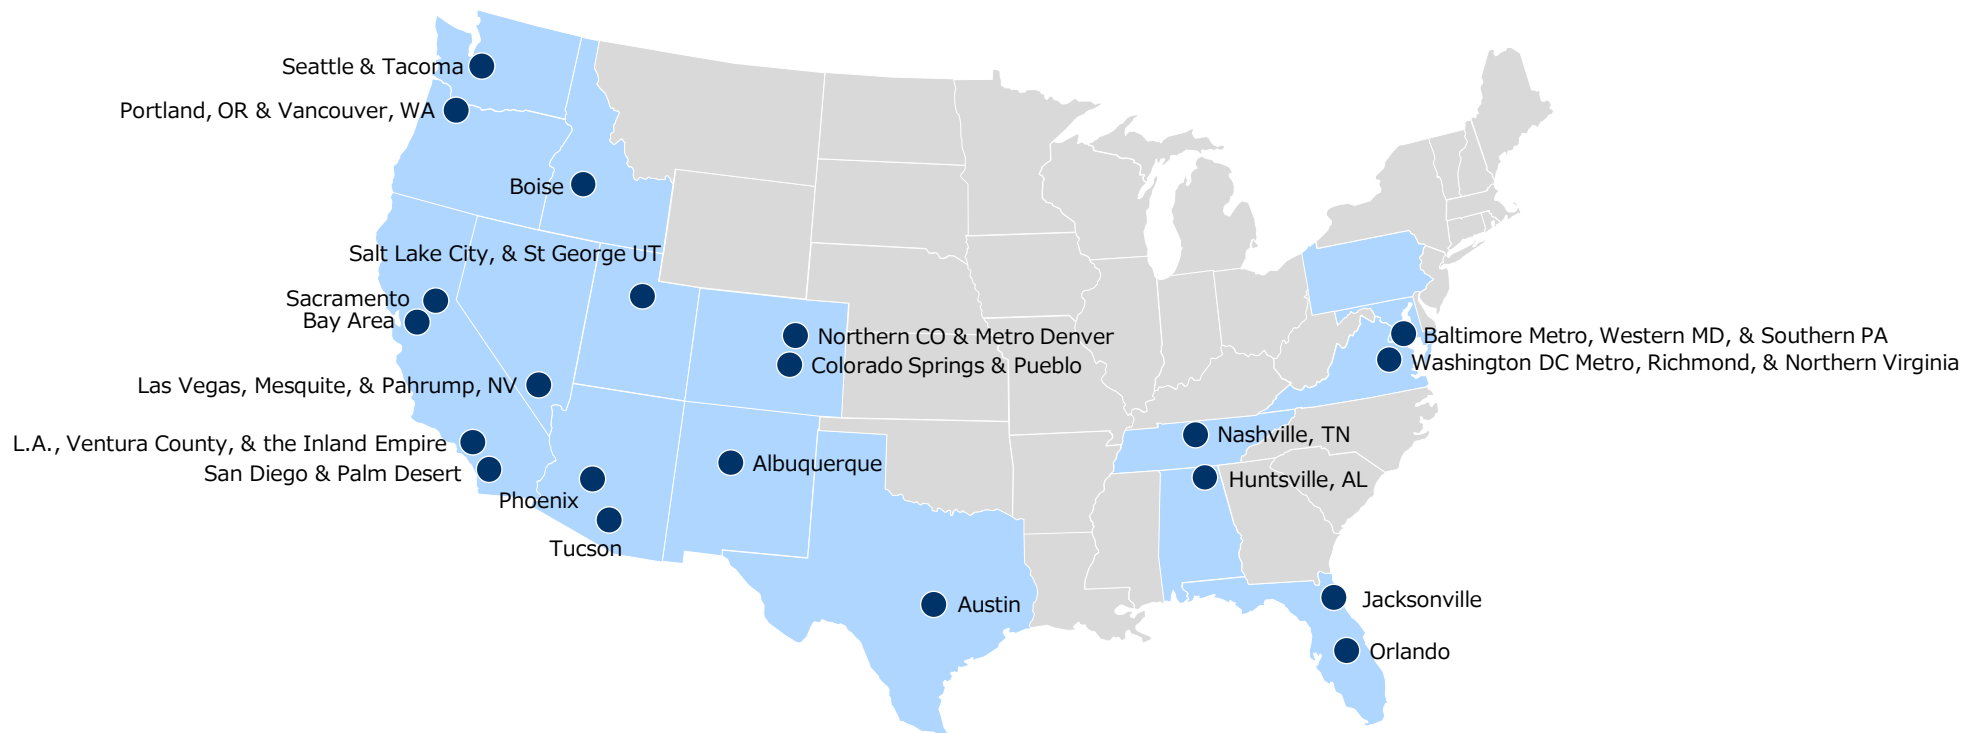 Seattle & Tacoma
Portland, OR & Vancouver, WA
Boise
Salt Lake City, & St George UT
Sacramento
Bay Area
Northern CO & Metro Denver
Colorado Springs & Pueblo
Baltimore Metro, Western MD, & Southern PA
Washington DC Metro, Richmond, & Northern Virginia
Las Vegas, Mesquite, & Pahrump, NV
L.A., Ventura County, & the Inland Empire
San Diego & Palm Desert
Phoenix
Tucson
Albuquerque
Nashville, TN
Huntsville, AL
Austin
Jacksonville
Orlando